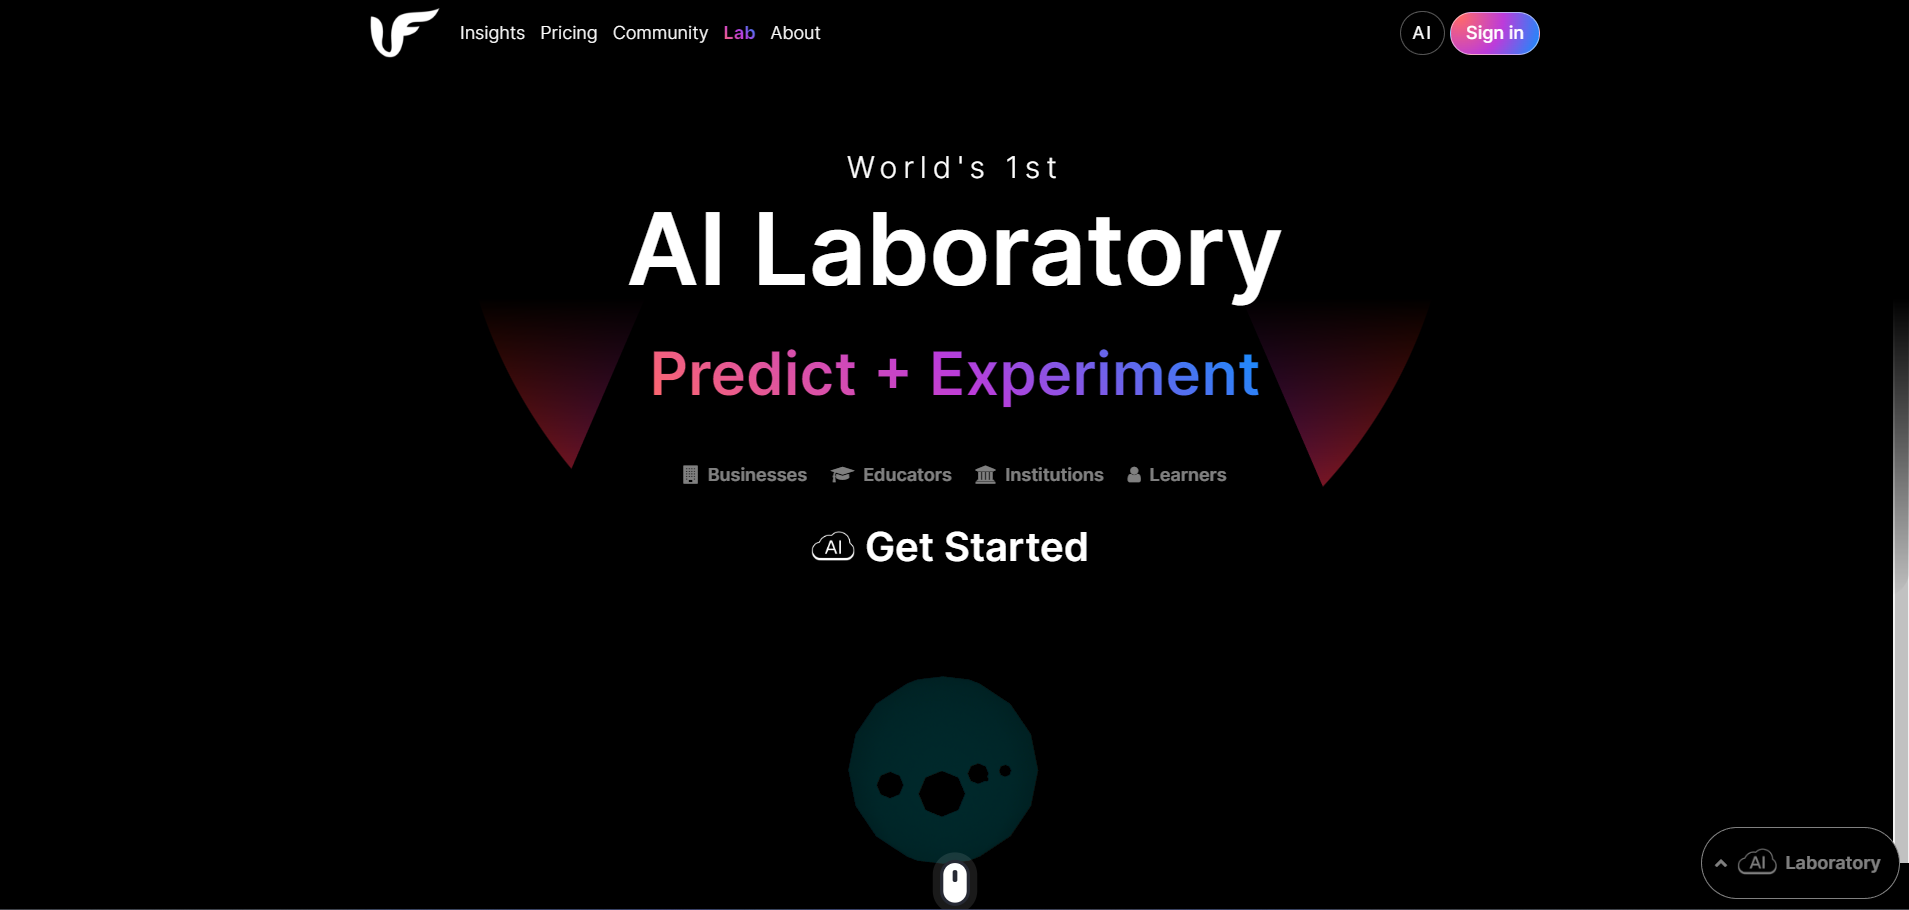 Insights Pricing Community Lab About
AI Sign in
World's 1st
AI Laboratory
Predict + Experiment
Businesses Educators Institutions Learners
AI Get Started
AI Laboratory